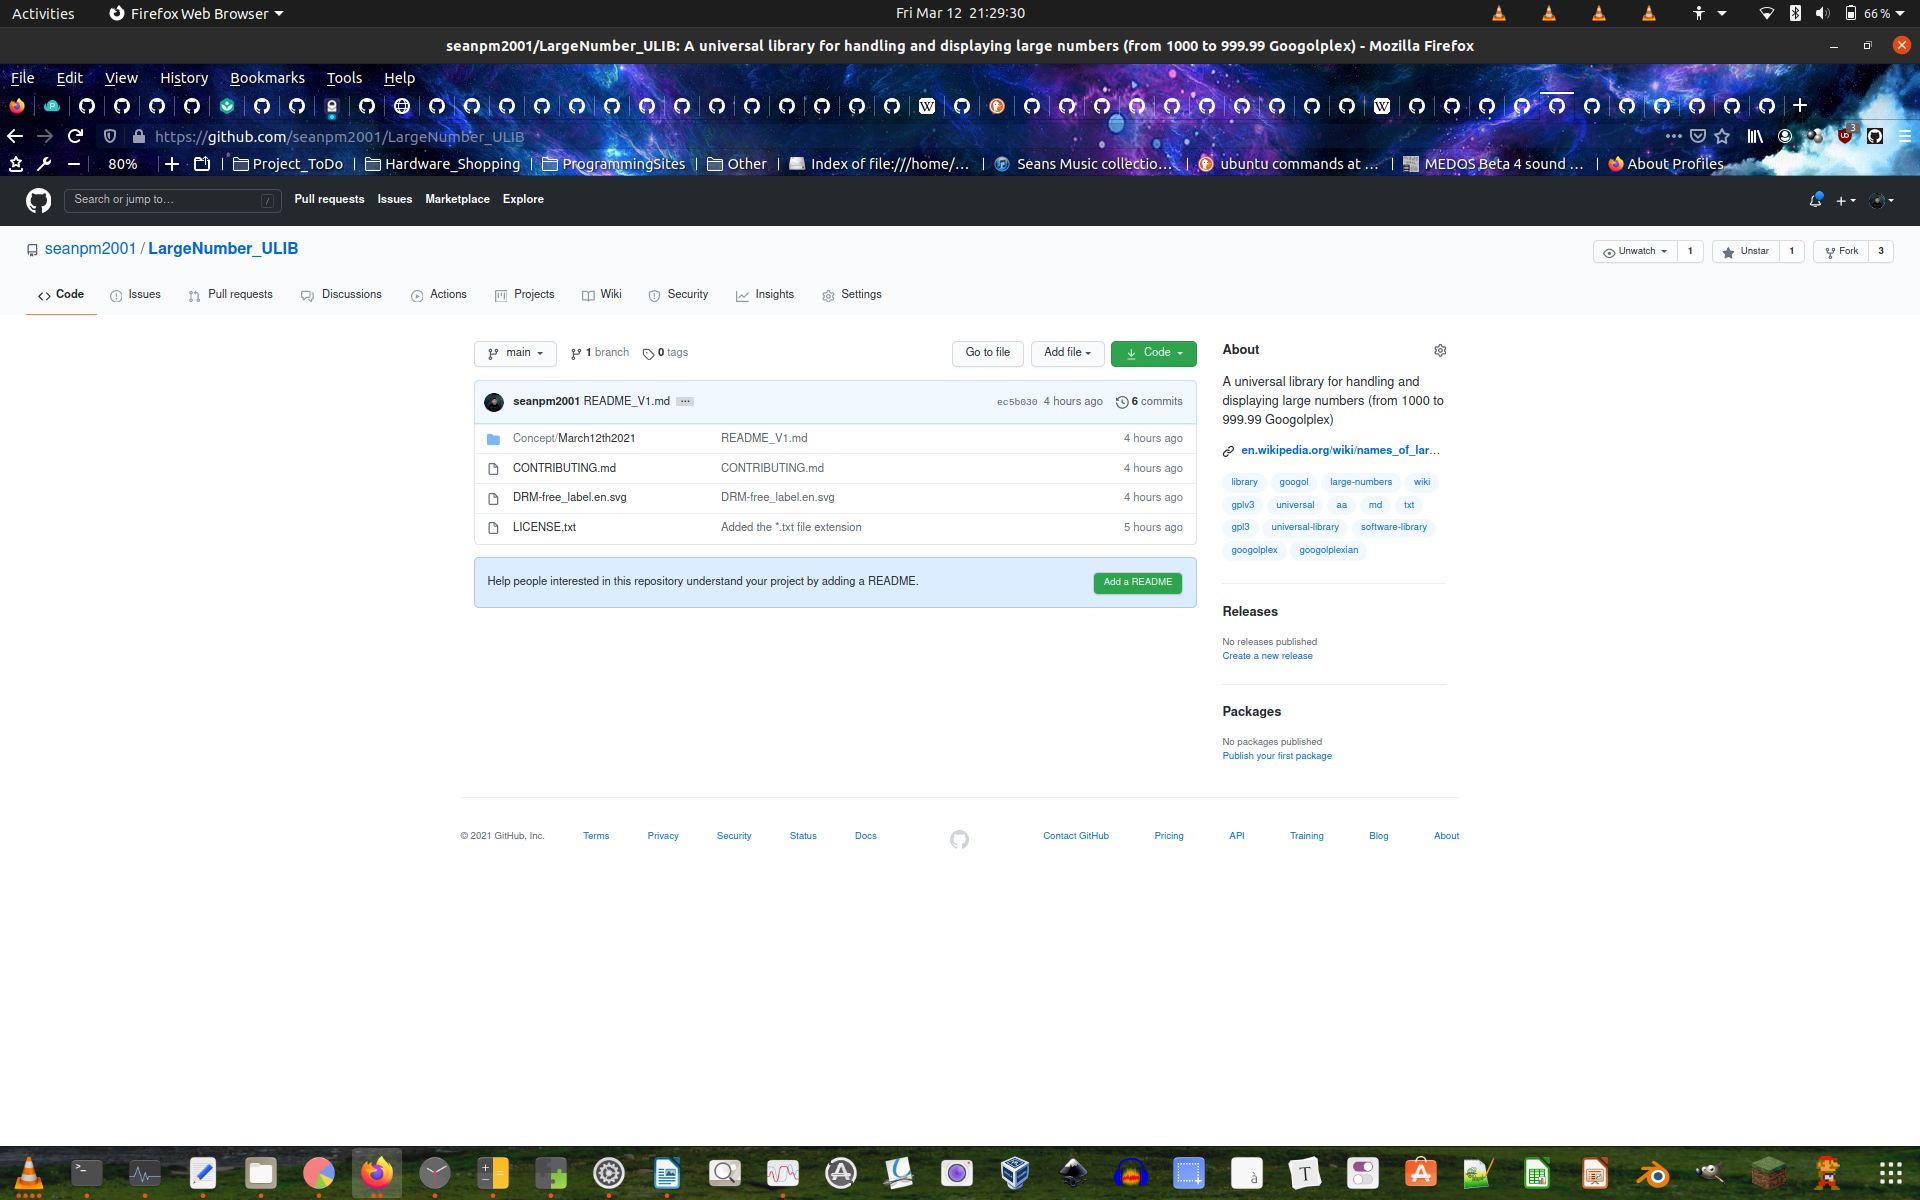 Activities Firefox Web Browser Fri Mar 12 21:29:30 66 %
seanpm2001/LargeNumber_ULIB: A universal library for handling and displaying large numbers (from 1000 to 999.99 Googolplex) - Mozilla Firefox
File Edit View History Bookmarks Tools Help
https://github.com/seanpm2001/LargeNumber_ULIB 3
80% Project_ToDo Hardware_Shopping ProgrammingSites Other Index of file:///home/... Seans Music collectio... ubuntu commands at ... MEDOS Beta 4 sound ... About Profiles
Search or jump to... / Pull requests Issues Marketplace Explore
seanpm2001 / LargeNumber_ULIB Unwatch 1 Unstar 1 Fork 3
Code Issues Pull requests Discussions Actions Projects Wiki Security Insights Settings
main 1 branch 0 tags Go to file Add file Code
seanpm2001 README_V1.md ... ec5b030 4 hours ago 6 commits
Concept/March12th2021 README_V1.md 4 hours ago
CONTRIBUTING.md CONTRIBUTING.md 4 hours ago
DRM-free_label.en.svg DRM-free_label.en.svg 4 hours ago
LICENSE,txt Added the *.txt file extension 5 hours ago
Help people interested in this repository understand your project by adding a README. Add a README
About
A universal library for handling and
displaying large numbers (from 1000 to
999.99 Googolplex)
en.wikipedia.org/wiki/names_of_lar...
library googol large-numbers wiki
gplv3 universal aa md txt
gpl3 universal-library software-library
googolplex googolplexian
Releases
No releases published
Create a new release
Packages
No packages published
Publish your first package
© 2021 GitHub, Inc. Terms Privacy Security Status Docs Contact GitHub Pricing API Training Blog About